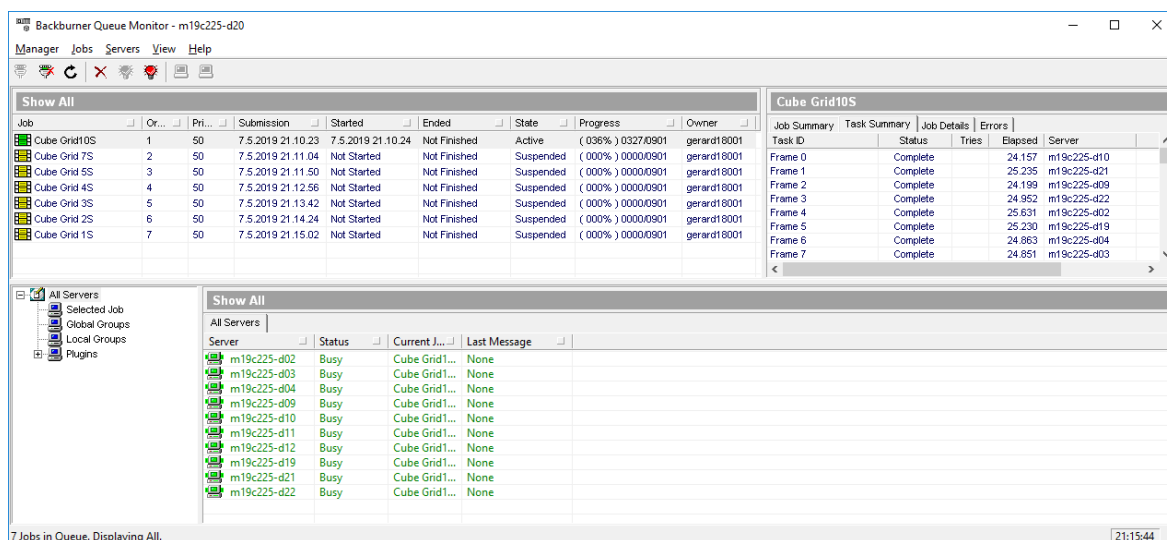 Backburner Queue Monitor - m19c225-d20
Manager Jobs Servers View Help
Show All
Job Or... Pri... Submission Started Ended State Progress Owner
Cube Grid10S 1 50 7.5.2019 21.10.23 7.5.2019 21.10.24 Not Finished Active ( 036% ) 0327/0901 gerard18001
Cube Grid 7S 2 50 7.5.2019 21.11.04 Not Started Not Finished Suspended ( 000% ) 0000/0901 gerard18001
Cube Grid 5S 3 50 7.5.2019 21.11.50 Not Started Not Finished Suspended ( 000% ) 0000/0901 gerard18001
Cube Grid 4S 4 50 7.5.2019 21.12.56 Not Started Not Finished Suspended ( 000% ) 0000/0901 gerard18001
Cube Grid 3S 5 50 7.5.2019 21.13.42 Not Started Not Finished Suspended ( 000% ) 0000/0901 gerard18001
Cube Grid 2S 6 50 7.5.2019 21.14.24 Not Started Not Finished Suspended ( 000% ) 0000/0901 gerard18001
Cube Grid 1S 7 50 7.5.2019 21.15.02 Not Started Not Finished Suspended ( 000% ) 0000/0901 gerard18001
Cube Grid10S
Job Summary Task Summary Job Details Errors
Task ID Status Tries Elapsed Server
Frame 0 Complete 24.157 m19c225-d10
Frame 1 Complete 25.235 m19c225-d21
Frame 2 Complete 24.199 m19c225-d09
Frame 3 Complete 24.952 m19c225-d22
Frame 4 Complete 25.631 m19c225-d02
Frame 5 Complete 25.230 m19c225-d19
Frame 6 Complete 24.863 m19c225-d04
Frame 7 Complete 24.851 m19c225-d03
All Servers
Selected Job
Global Groups
Local Groups
Plugins
Show All
All Servers
Server Status Current J... Last Message
m19c225-d02 Busy Cube Grid1... None
m19c225-d03 Busy Cube Grid1... None
m19c225-d04 Busy Cube Grid1... None
m19c225-d09 Busy Cube Grid1... None
m19c225-d10 Busy Cube Grid1... None
m19c225-d11 Busy Cube Grid1... None
m19c225-d12 Busy Cube Grid1... None
m19c225-d19 Busy Cube Grid1... None
m19c225-d21 Busy Cube Grid1... None
m19c225-d22 Busy Cube Grid1... None
7 Jobs in Queue. Displaying All.
21:15:44